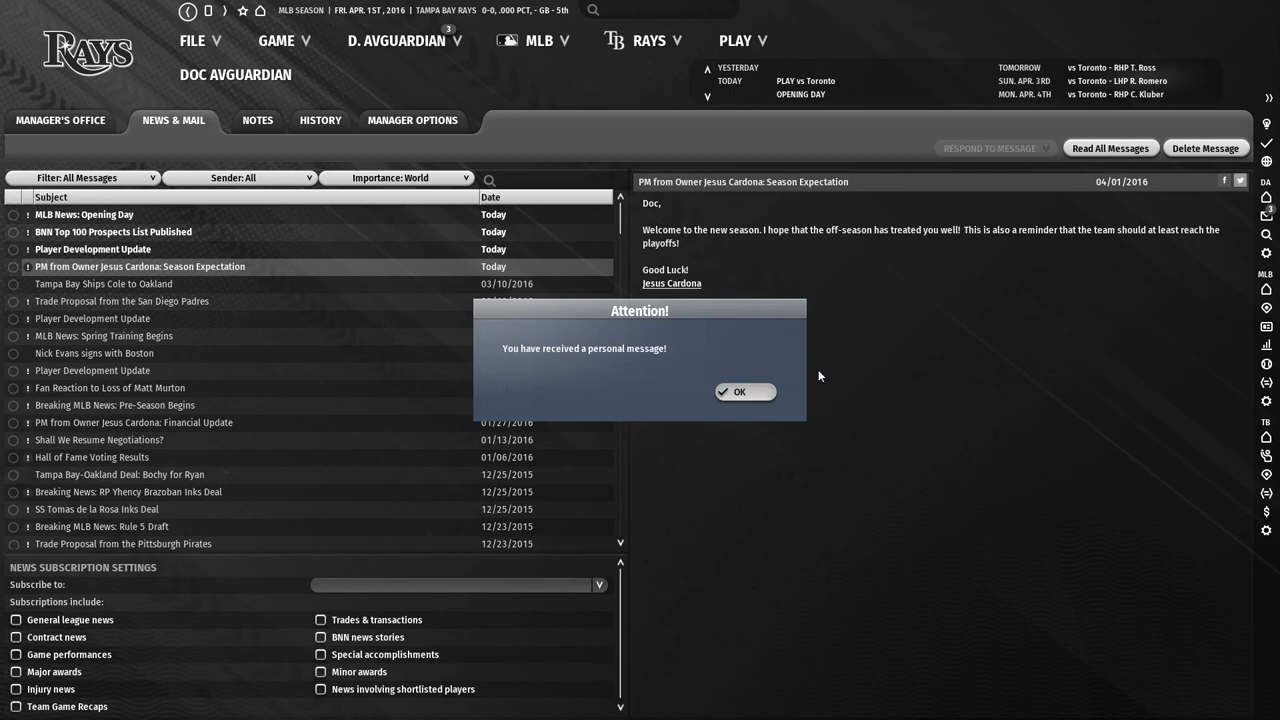 MLB SEASON | FRI. APR. 1ST , 2016 | TAMPA BAY RAYS 0-0, .000 PCT, - GB - 5th
RAYS
FILE
GAME
D. AVGUARDIAN
3
MLB
TB RAYS
PLAY
DOC AVGUARDIAN
YESTERDAY
TODAY PLAY vs Toronto
OPENING DAY
TOMORROW vs Toronto - RHP T. Ross
SUN. APR. 3RD vs Toronto - LHP R. Romero
MON. APR. 4TH vs Toronto - RHP C. Kluber
MANAGER'S OFFICE
NEWS & MAIL
NOTES
HISTORY
MANAGER OPTIONS
RESPOND TO MESSAGE
Read All Messages
Delete Message
Filter: All Messages
Sender: All
Importance: World
Subject Date
! MLB News: Opening Day Today
! BNN Top 100 Prospects List Published Today
! Player Development Update Today
! PM from Owner Jesus Cardona: Season Expectation Today
Tampa Bay Ships Cole to Oakland 03/10/2016
! Trade Proposal from the San Diego Padres
! Player Development Update
! MLB News: Spring Training Begins
Nick Evans signs with Boston
! Player Development Update
! Fan Reaction to Loss of Matt Murton
! Breaking MLB News: Pre-Season Begins
! PM from Owner Jesus Cardona: Financial Update 01/27/2016
! Shall We Resume Negotiations? 01/13/2016
! Hall of Fame Voting Results 01/06/2016
Tampa Bay-Oakland Deal: Bochy for Ryan 12/25/2015
! Breaking News: RP Yhency Brazoban Inks Deal 12/25/2015
! SS Tomas de la Rosa Inks Deal 12/25/2015
! Breaking MLB News: Rule 5 Draft 12/23/2015
! Trade Proposal from the Pittsburgh Pirates 12/23/2015
PM from Owner Jesus Cardona: Season Expectation 04/01/2016
Doc,
Welcome to the new season. I hope that the off-season has treated you well! This is also a reminder that the team should at least reach the
playoffs!
Good Luck!
Jesus Cardona
Attention!
You have received a personal message!
OK
NEWS SUBSCRIPTION SETTINGS
Subscribe to:
Subscriptions include:
General league news
Trades & transactions
Contract news
BNN news stories
Game performances
Special accomplishments
Major awards
Minor awards
Injury news
News involving shortlisted players
Team Game Recaps
DA
3
MLB
TB
$